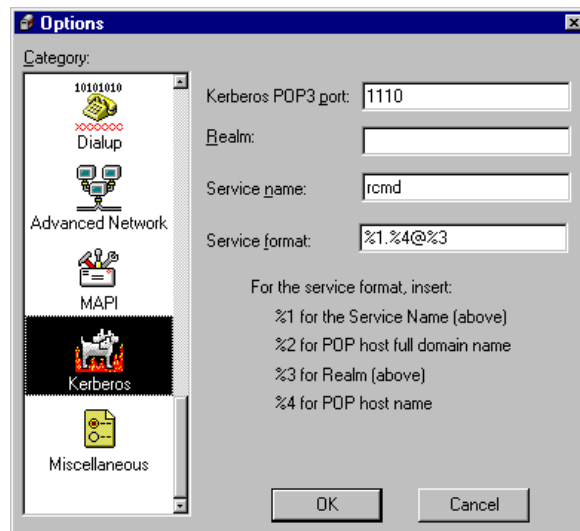 Options
Category:
10101010
xxxxxxx
Dialup
Advanced Network
MAPI
Kerberos
Miscellaneous
Kerberos POP3 port: 1110
Realm:
Service name: rcmd
Service format: %1.%4@%3
For the service format, insert:
%1 for the Service Name (above)
%2 for POP host full domain name
%3 for Realm (above)
%4 for POP host name
OK
Cancel